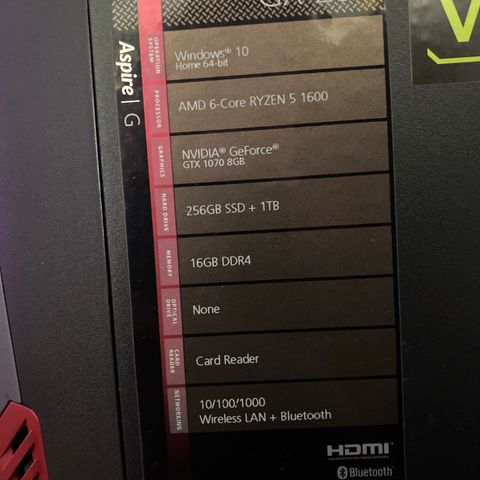 Aspire | G
OPERATION
SYSTEM
Windows® 10
Home 64-bit
PROCESSOR
AMD 6-Core RYZEN 5 1600
GRAPHICS
NVIDIA® GeForce®
GTX 1070 8GB
HARD DRIVE
256GB SSD + 1TB
MEMORY
16GB DDR4
OPTICAL
DRIVE
None
CARD
READER
Card Reader
NETWORKING
10/100/1000
Wireless LAN + Bluetooth
HDMI
Bluetooth®